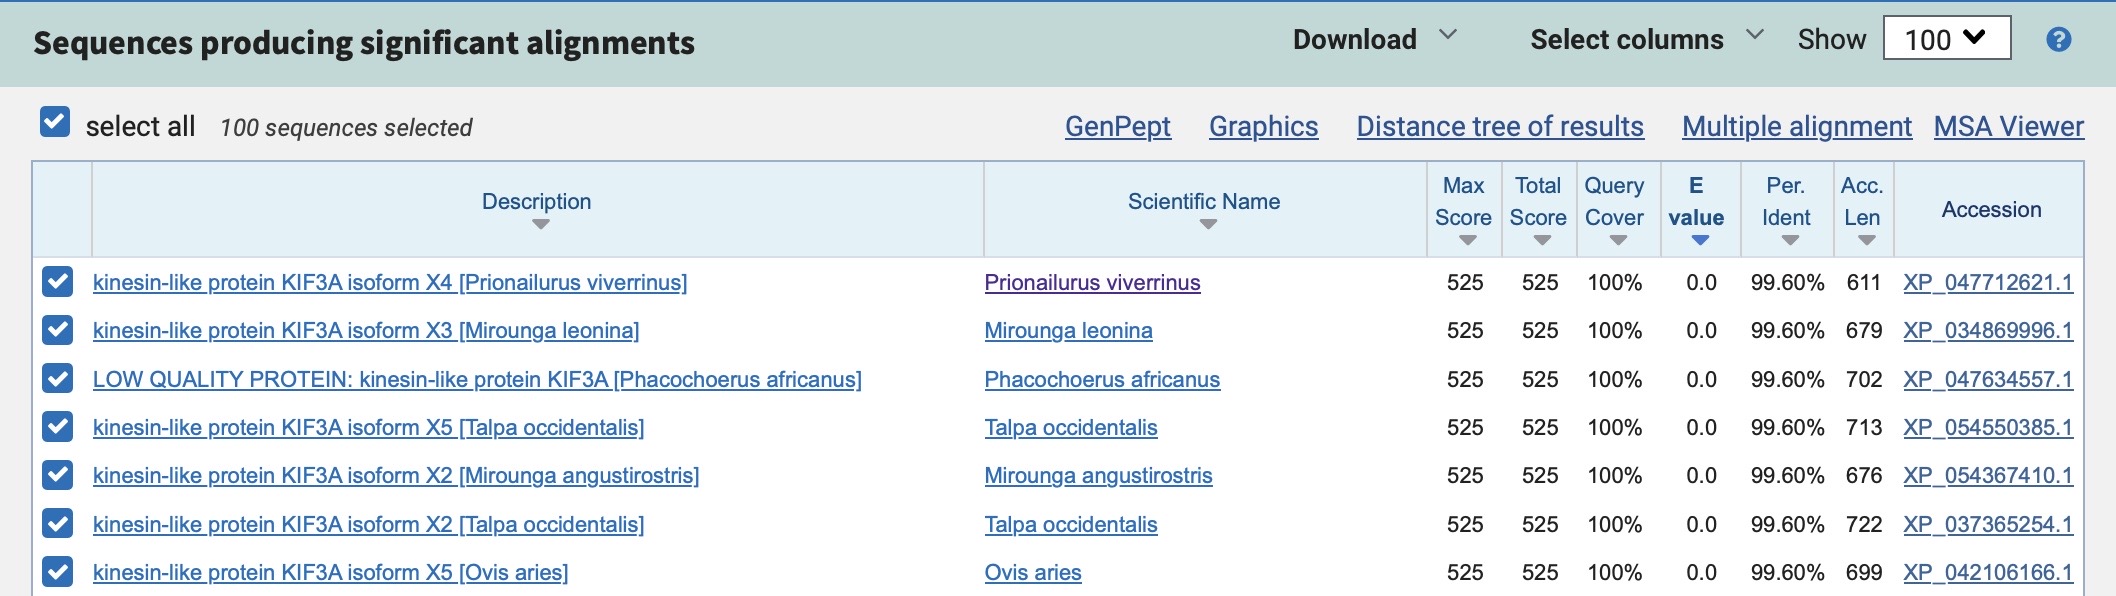 Sequences producing significant alignments Download Select columns Show 100 ?
select all 100 sequences selected GenPept Graphics Distance tree of results Multiple alignment MSA Viewer
Description Scientific Name Max Score Total Score Query Cover E value Per. Ident Acc. Len Accession
kinesin-like protein KIF3A isoform X4 [Prionailurus viverrinus] Prionailurus viverrinus 525 525 100% 0.0 99.60% 611 XP_047712621.1
kinesin-like protein KIF3A isoform X3 [Mirounga leonina] Mirounga leonina 525 525 100% 0.0 99.60% 679 XP_034869996.1
LOW QUALITY PROTEIN: kinesin-like protein KIF3A [Phacochoerus africanus] Phacochoerus africanus 525 525 100% 0.0 99.60% 702 XP_047634557.1
kinesin-like protein KIF3A isoform X5 [Talpa occidentalis] Talpa occidentalis 525 525 100% 0.0 99.60% 713 XP_054550385.1
kinesin-like protein KIF3A isoform X2 [Mirounga angustirostris] Mirounga angustirostris 525 525 100% 0.0 99.60% 676 XP_054367410.1
kinesin-like protein KIF3A isoform X2 [Talpa occidentalis] Talpa occidentalis 525 525 100% 0.0 99.60% 722 XP_037365254.1
kinesin-like protein KIF3A isoform X5 [Ovis aries] Ovis aries 525 525 100% 0.0 99.60% 699 XP_042106166.1